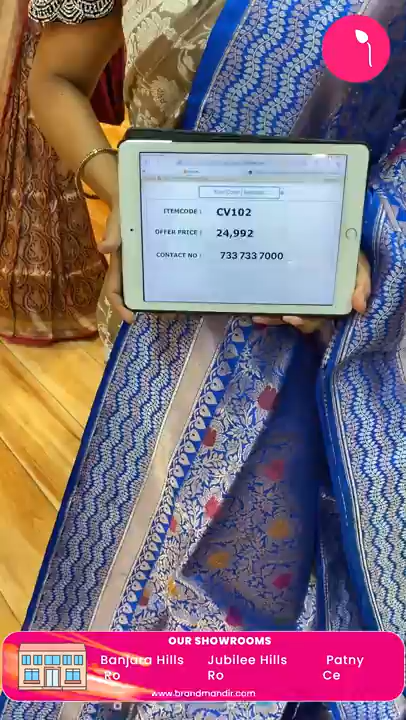 ITEMCODE : CV102
OFFER PRICE : 24,992
CONTACT NO : 733 733 7000
OUR SHOWROOMS
Banjara Hills Jubilee Hills Patny
Ro Ro Ce
www.brandmandir.com